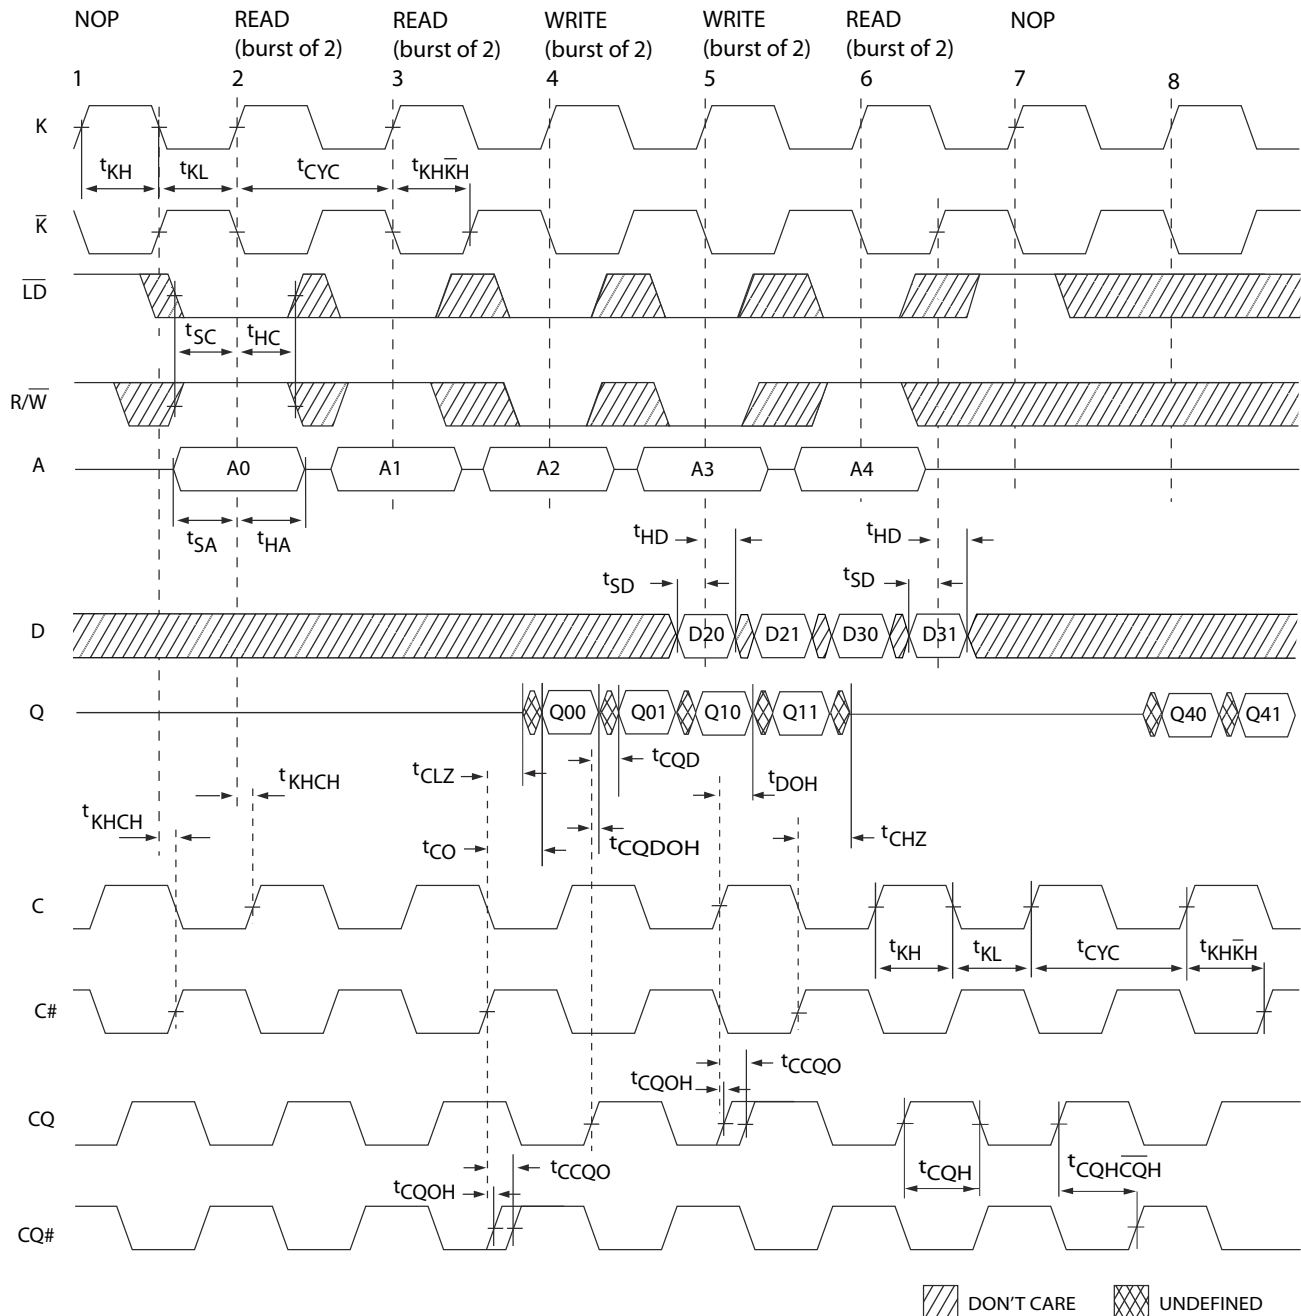 NOP READ READ WRITE WRITE READ NOP
(burst of 2) (burst of 2) (burst of 2) (burst of 2) (burst of 2)
1 2 3 4 5 6 7 8
K
tKH tKL tCYC tKHK̅H
K̅
L̅D̅
tSC tHC
R/W̅
A A0 A1 A2 A3 A4
tSA tHA tHD tHD
tSD tSD
D D20 D21 D30 D31
Q Q00 Q01 Q10 Q11 Q40 Q41
tCLZ tCQD
tKHCH tDOH
tKHCH
tCO tCQDOH tCHZ
C
tKH tKL tCYC tKHK̅H
C#
tCCQO
tCQOH
CQ
tCCQO tCQH tCQHC̅Q̅H
tCQOH
CQ#
DON'T CARE UNDEFINED